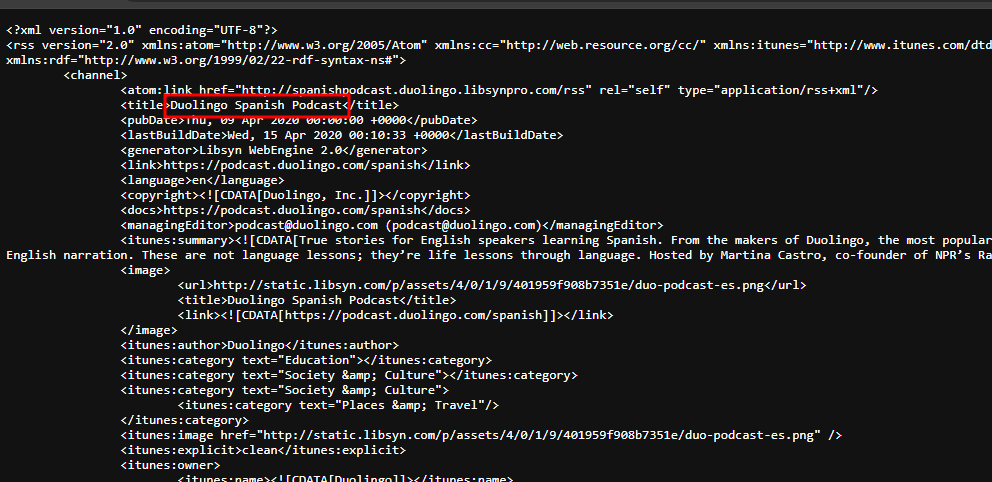 <?xml version="1.0" encoding="UTF-8"?>
<rss version="2.0" xmlns:atom="http://www.w3.org/2005/Atom" xmlns:cc="http://web.resource.org/cc/" xmlns:itunes="http://www.itunes.com/dtd
xmlns:rdf="http://www.w3.org/1999/02/22-rdf-syntax-ns#">
<channel>
<atom:link href="http://spanishpodcast.duolingo.libsynpro.com/rss" rel="self" type="application/rss+xml"/>
<title>Duolingo Spanish Podcast</title>
<pubDate>Thu, 09 Apr 2020 00:00:00 +0000</pubDate>
<lastBuildDate>Wed, 15 Apr 2020 00:10:33 +0000</lastBuildDate>
<generator>Libsyn WebEngine 2.0</generator>
<link>https://podcast.duolingo.com/spanish</link>
<language>en</language>
<copyright><![CDATA[Duolingo, Inc.]]></copyright>
<docs>https://podcast.duolingo.com/spanish</docs>
<managingEditor>podcast@duolingo.com (podcast@duolingo.com)</managingEditor>
<itunes:summary><![CDATA[True stories for English speakers learning Spanish. From the makers of Duolingo, the most popular
English narration. These are not language lessons; they’re life lessons through language. Hosted by Martina Castro, co-founder of NPR’s Ra
<image>
<url>http://static.libsyn.com/p/assets/4/0/1/9/401959f908b7351e/duo-podcast-es.png</url>
<title>Duolingo Spanish Podcast</title>
<link><![CDATA[https://podcast.duolingo.com/spanish]]></link>
</image>
<itunes:author>Duolingo</itunes:author>
<itunes:category text="Education"></itunes:category>
<itunes:category text="Society &amp; Culture"></itunes:category>
<itunes:category text="Society &amp; Culture">
<itunes:category text="Places &amp; Travel"/>
</itunes:category>
<itunes:image href="http://static.libsyn.com/p/assets/4/0/1/9/401959f908b7351e/duo-podcast-es.png" />
<itunes:explicit>clean</itunes:explicit>
<itunes:owner>
<itunes:name><![CDATA[Duolingo]]></itunes:name>